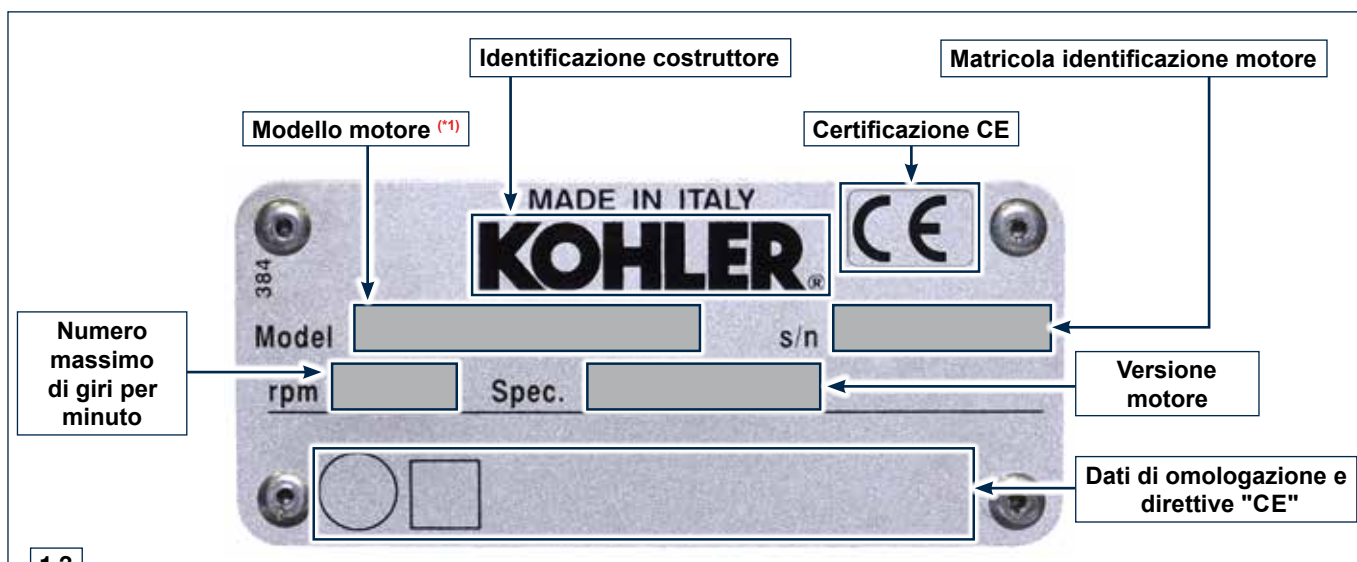 Identificazione costruttore
Matricola identificazione motore
Modello motore (*1)
Certificazione CE
MADE IN ITALY
KOHLER®
CE
384
Model
s/n
Numero
massimo
di giri per
minuto
rpm
Spec.
Versione
motore
Dati di omologazione e
direttive "CE"